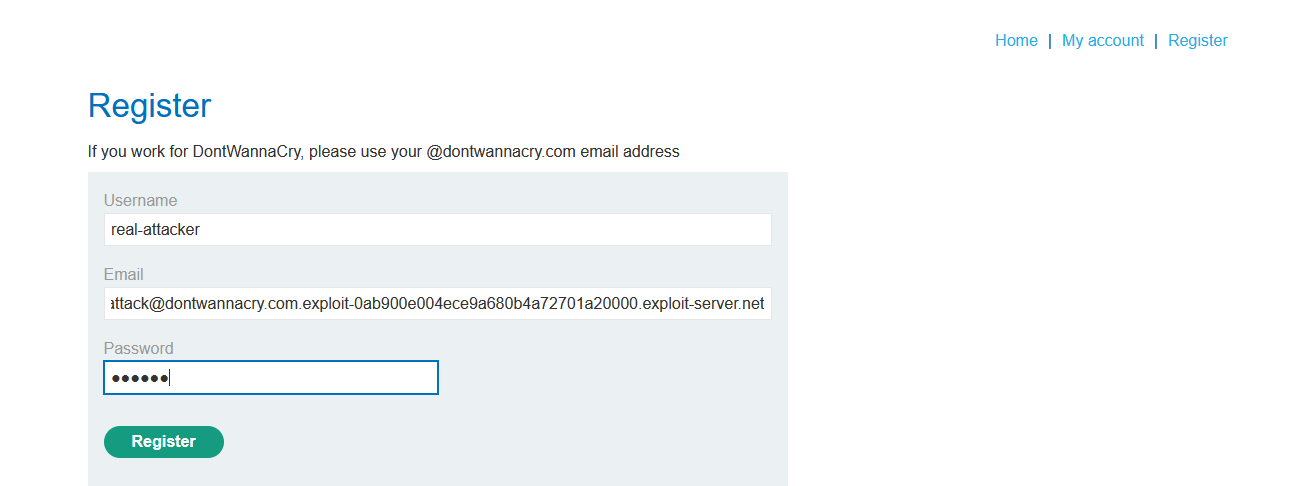 Home | My account | Register
Register
If you work for DontWannaCry, please use your @dontwannacry.com email address
Username
real-attacker
Email
attack@dontwannacry.com.exploit-0ab900e004ece9a680b4a72701a20000.exploit-server.net
Password
●●●●●●
Register